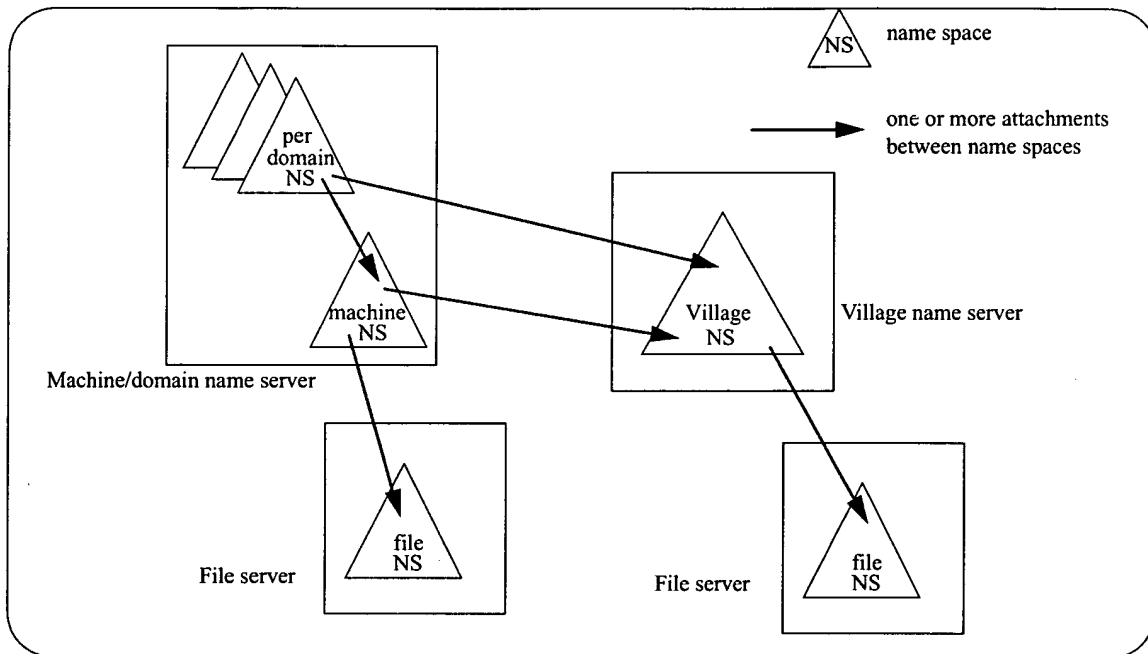 NS
name space
one or more attachments
between name spaces
per
domain
NS
machine
NS
Village
NS
Village name server
Machine/domain name server
file
NS
File server
file
NS
File server